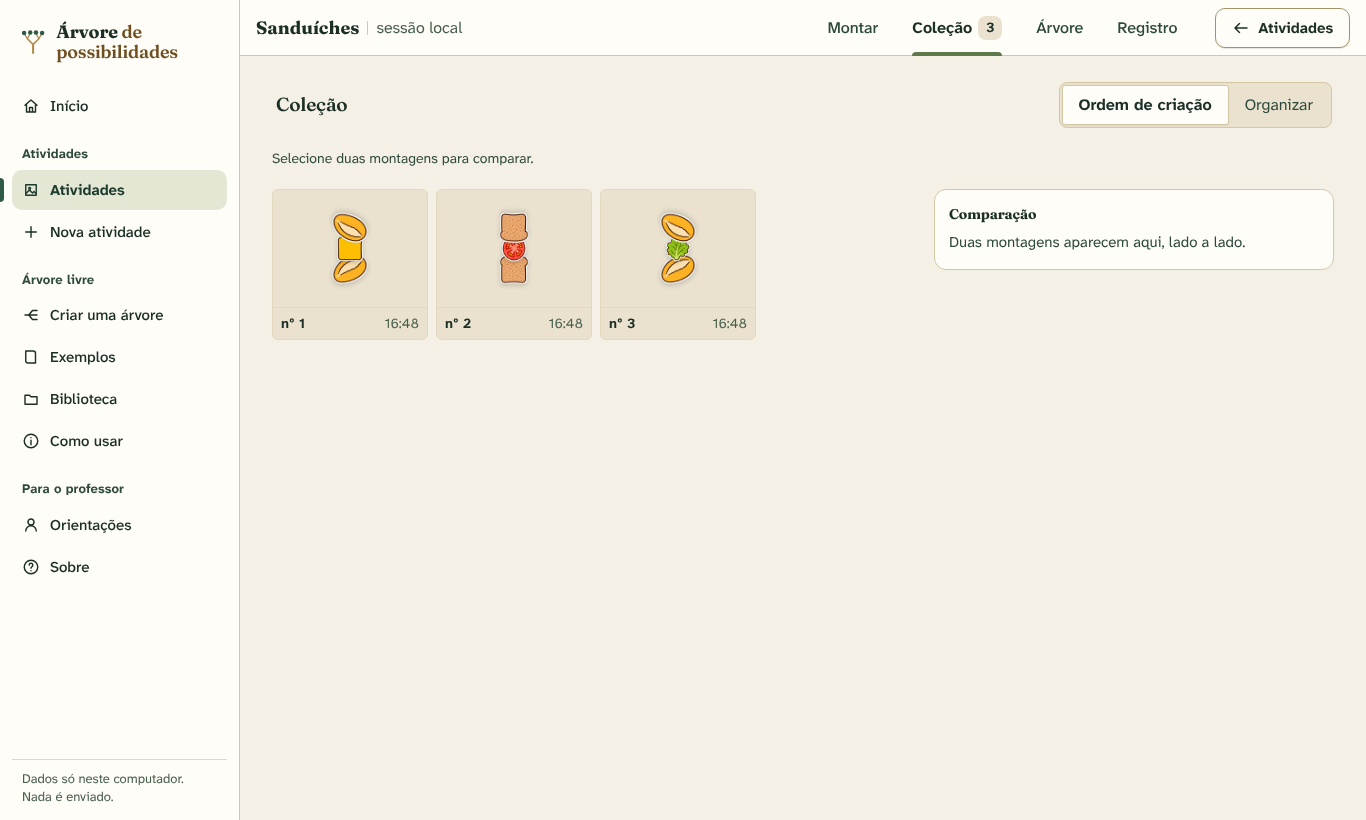 Árvore de
possibilidades
Início
Atividades
Atividades
Nova atividade
Árvore livre
Criar uma árvore
Exemplos
Biblioteca
Como usar
Para o professor
Orientações
Sobre
Dados só neste computador.
Nada é enviado.
Sanduíches sessão local
Montar Coleção 3 Árvore Registro Atividades
Coleção
Ordem de criação Organizar
Selecione duas montagens para comparar.
nº 1 16:48
nº 2 16:48
nº 3 16:48
Comparação
Duas montagens aparecem aqui, lado a lado.